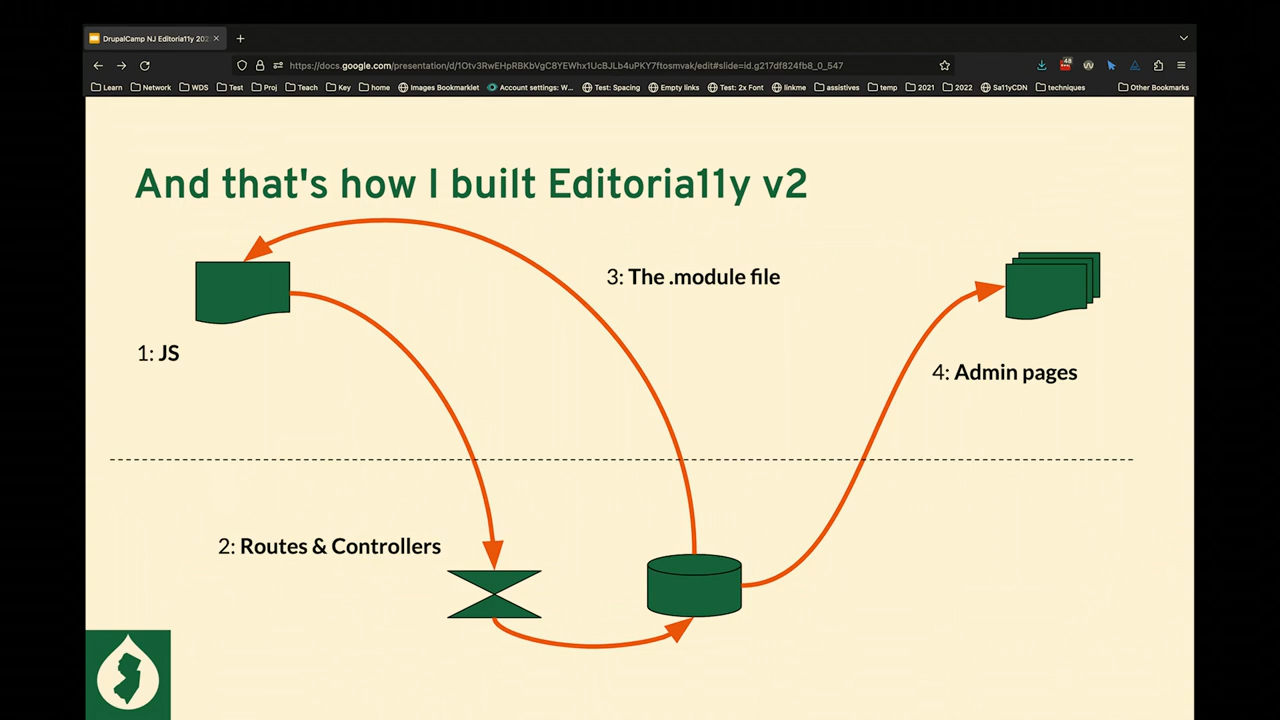 DrupalCamp NJ Editoria11y 202
https://docs.google.com/presentation/d/1Otv3RwEHpRBKbVgC8YEWhx1UcBJLb4uPKY7ftosmvak/edit#slide=id.g217df824fb8_0_547
48
Learn Network WDS Test Proj Teach Key home Images Bookmarklet Account settings: W... Test: Spacing Empty links Test: 2x Font linkme assistives temp 2021 2022 Sa11yCDN techniques Other Bookmarks
And that's how I built Editoria11y v2
3: The .module file
1: JS
4: Admin pages
2: Routes & Controllers